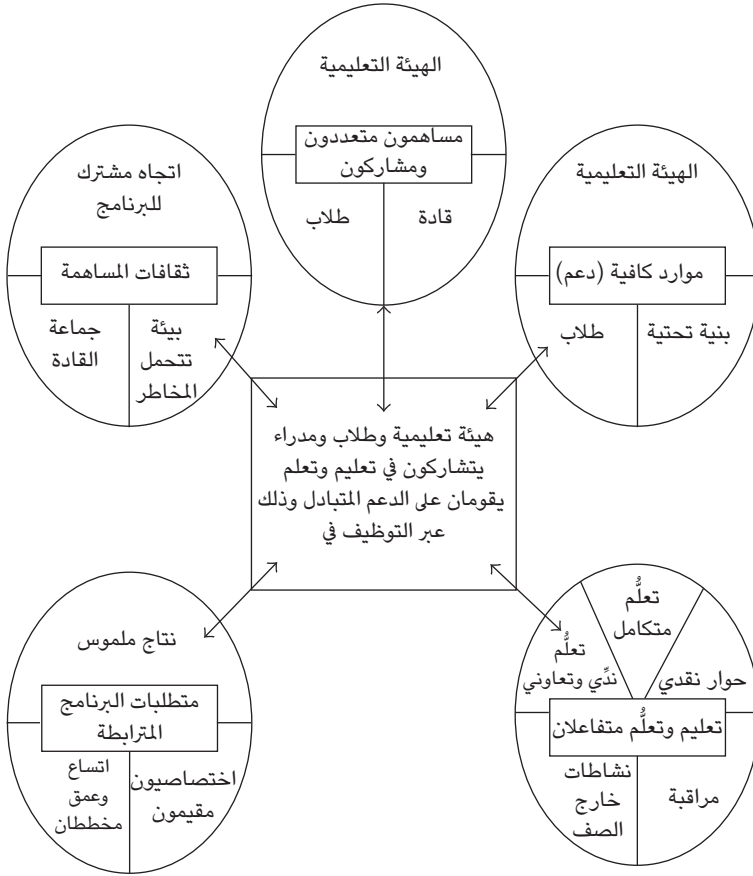 الهيئة التعليمية
مساهمون متعددون
ومشاركون
قادة
طلاب
الهيئة التعليمية
موارد كافية (دعم)
بنية تحتية
طلاب
اتجاه مشترك
للبرنامج
ثقافات المساهمة
بيئة
تتحمل
المخاطر
جماعة
القادة
هيئة تعليمية وطلاب ومدراء
يتشاركون في تعليم وتعلم
يقومان على الدعم المتبادل وذلك
عبر التوظيف في
تعلُّم
متكامل
حوار نقدي
تعلُّم
ندِّي وتعاوني
تعليم وتعلُّم متفاعلان
مراقبة
نشاطات
خارج
الصف
نتاج ملموس
متطلبات البرنامج
المترابطة
اختصاصيون
مقيمون
اتساع
وعمق
مخططان